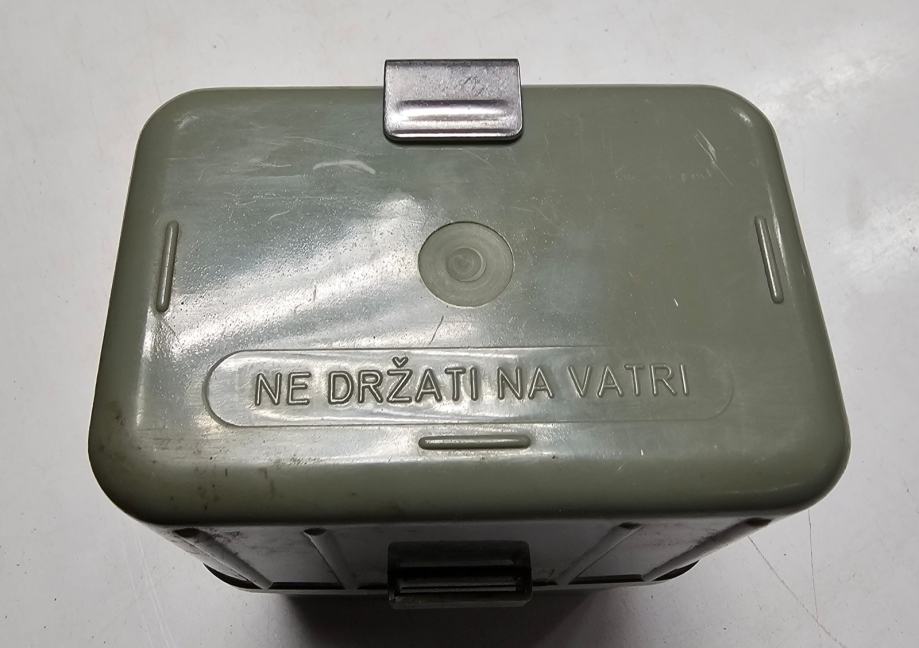 NE DRŽATI NA VATRI